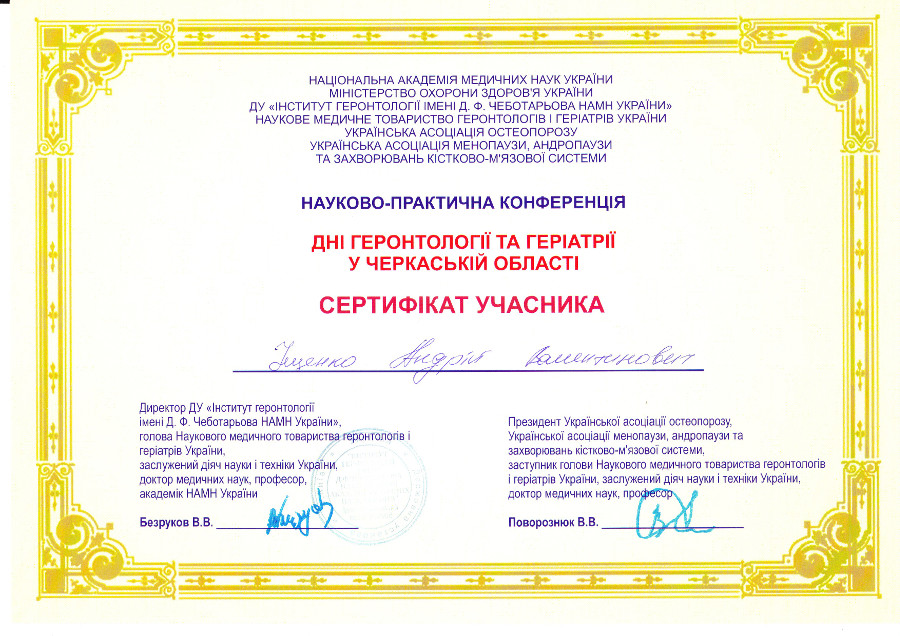 НАЦІОНАЛЬНА АКАДЕМІЯ МЕДИЧНИХ НАУК УКРАЇНИ
МІНІСТЕРСТВО ОХОРОНИ ЗДОРОВ'Я УКРАЇНИ
ДУ «ІНСТИТУТ ГЕРОНТОЛОГІЇ ІМЕНІ Д. Ф. ЧЕБОТАРЬОВА НАМН УКРАЇНИ»
НАУКОВЕ МЕДИЧНЕ ТОВАРИСТВО ГЕРОНТОЛОГІВ І ГЕРІАТРІВ УКРАЇНИ
УКРАЇНСЬКА АСОЦІАЦІЯ ОСТЕОПОРОЗУ
УКРАЇНСЬКА АСОЦІАЦІЯ МЕНОПАУЗИ, АНДРОПАУЗИ
ТА ЗАХВОРЮВАНЬ КІСТКОВО-М'ЯЗОВОЇ СИСТЕМИ
НАУКОВО-ПРАКТИЧНА КОНФЕРЕНЦІЯ
ДНІ ГЕРОНТОЛОГІЇ ТА ГЕРІАТРІЇ
У ЧЕРКАСЬКІЙ ОБЛАСТІ
СЕРТИФІКАТ УЧАСНИКА
Іщенко Андрій Валентинович
Директор ДУ «Інститут геронтології
імені Д. Ф. Чеботарьова НАМН України»,
голова Наукового медичного товариства геронтологів і
геріатрів України,
заслужений діяч науки і техніки України,
доктор медичних наук, професор,
академік НАМН України
Безруков В.В.
Президент Української асоціації остеопорозу,
Української асоціації менопаузи, андропаузи та
захворювань кістково-м'язової системи,
заступник голови Наукового медичного товариства геронтологів
і геріатрів України, заслужений діяч науки і техніки України,
доктор медичних наук, професор
Поворознюк В.В.